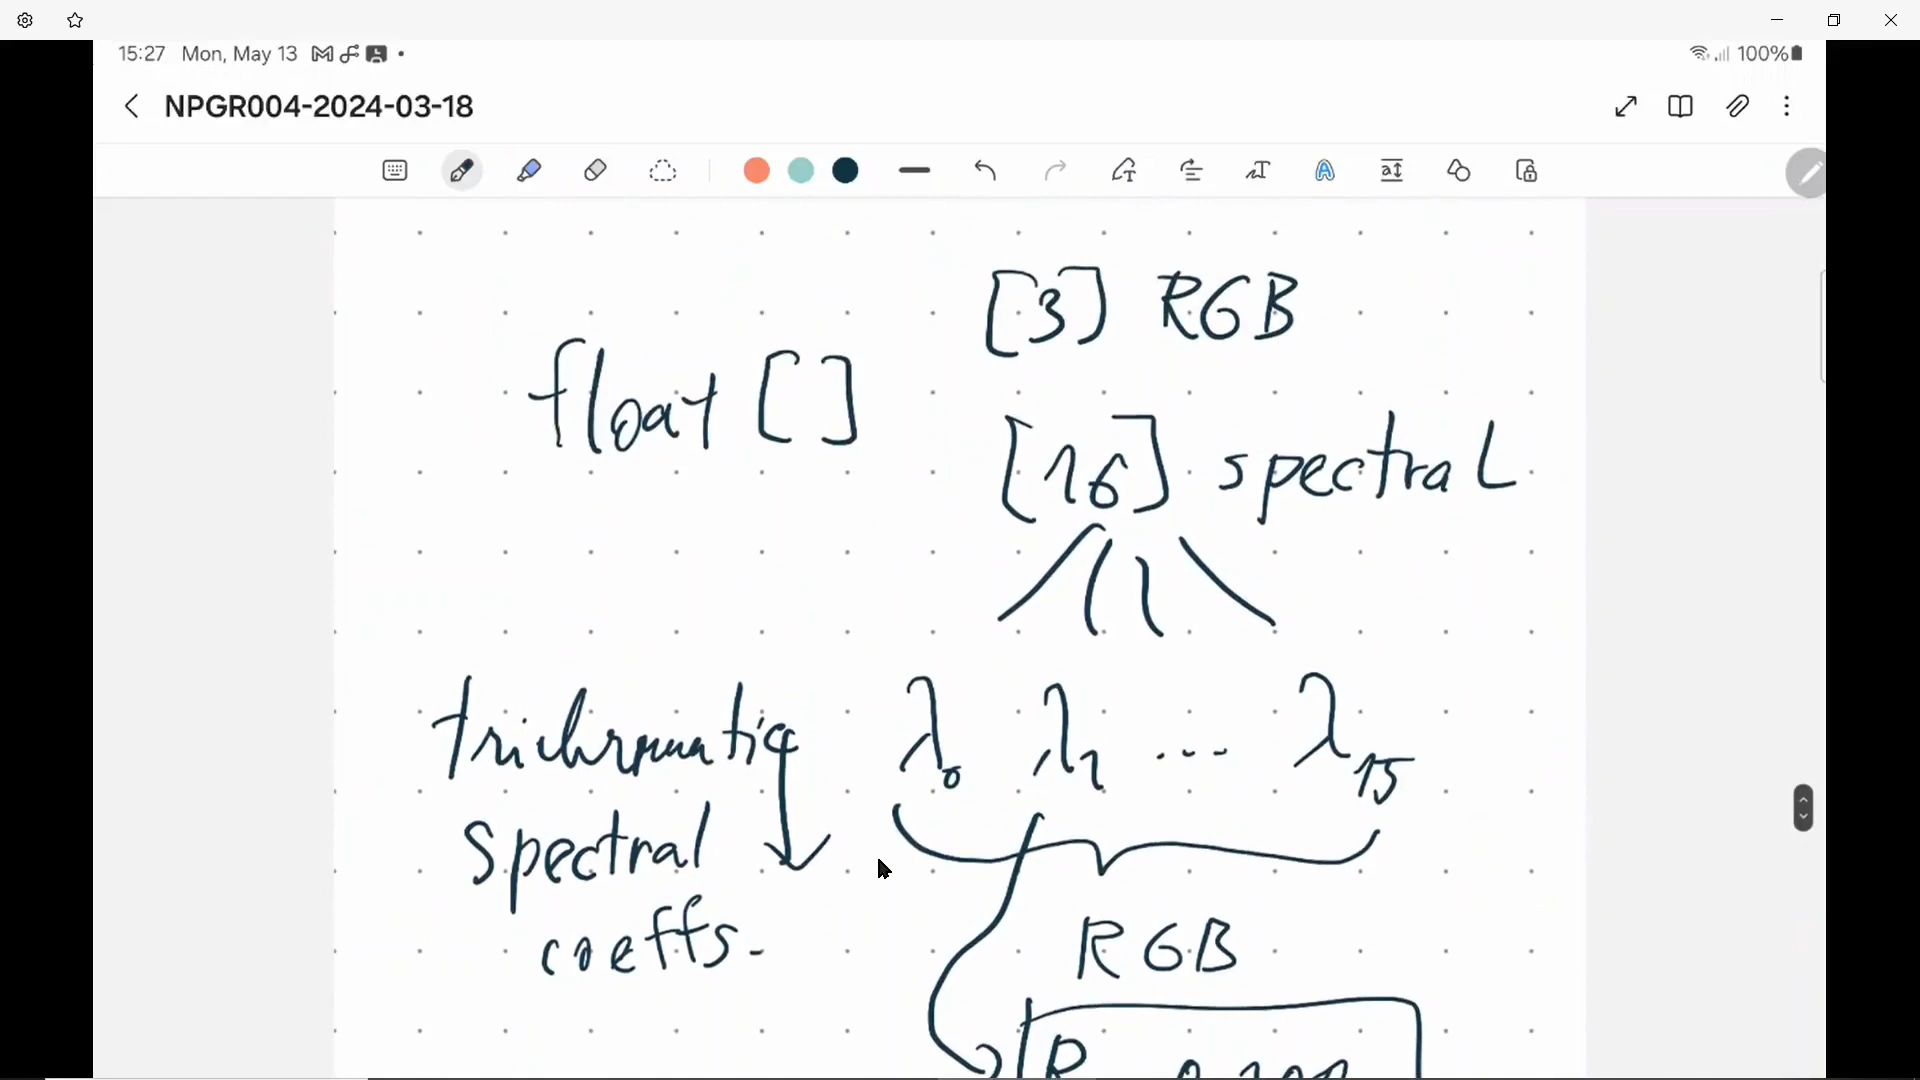 15:27 Mon, May 13
100%
NPGR004-2024-03-18
[3] RGB
float []
[16] spectral
trichromatic
λ0 λ1 ... λ15
spectral
coeffs.
RGB
R